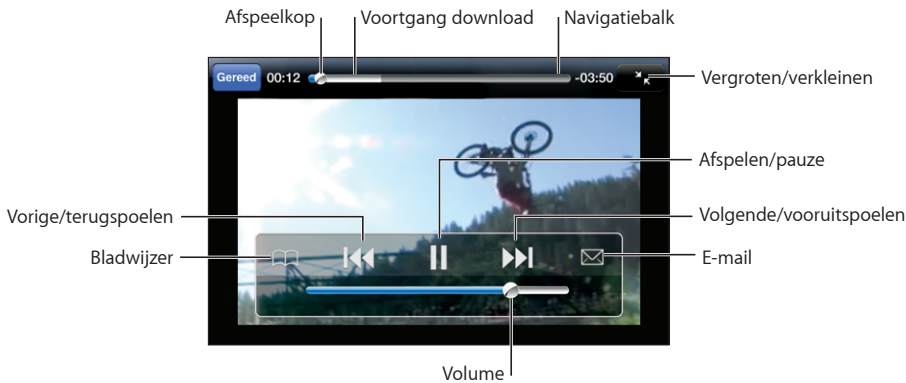 Afspeelkop
Voortgang download
Navigatiebalk
Gereed
00:12
-03:50
Vergroten/verkleinen
Afspelen/pauze
Vorige/terugspoelen
Volgende/vooruitspoelen
Bladwijzer
E-mail
Volume